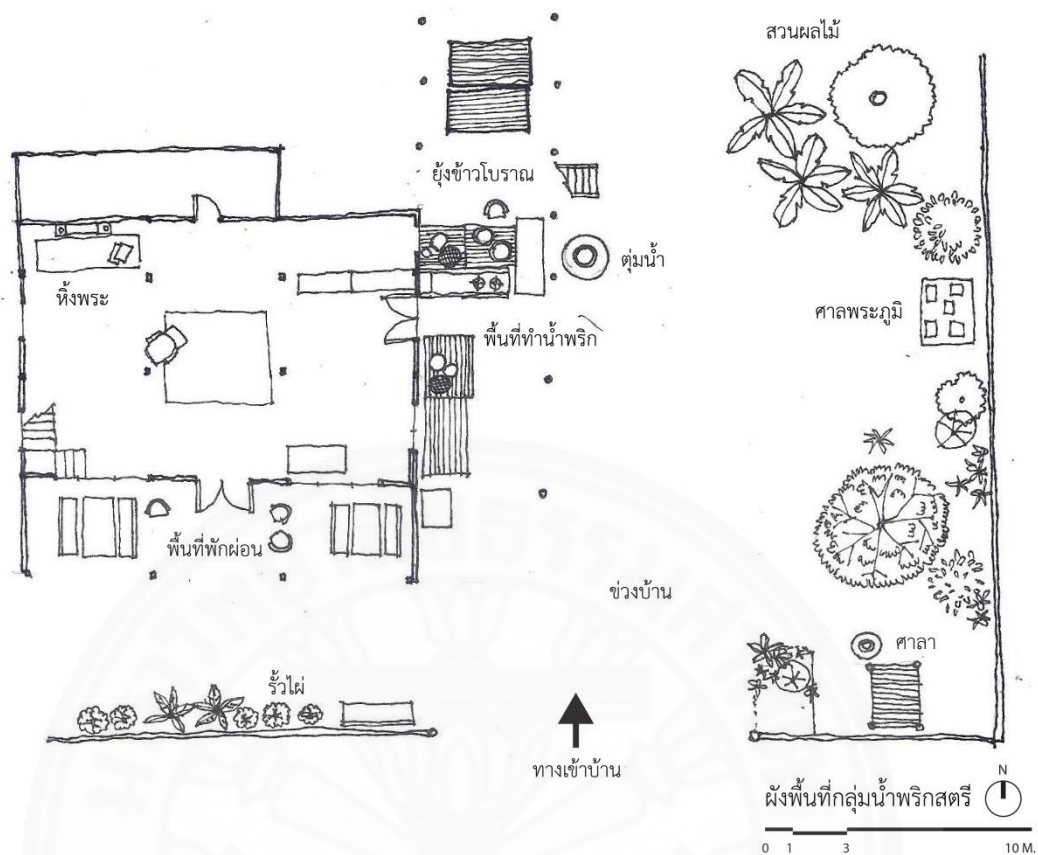 สวนผลไม้
ยุ้งข้าวโบราณ
ตุ่มน้ำ
หิ้งพระ
ศาลพระภูมิ
พื้นที่ทำน้ำพริก
พื้นที่พักผ่อน
ข่วงบ้าน
ศาลา
รั้วไผ่
ทางเข้าบ้าน
ผังพื้นที่กลุ่มน้ำพริกสตรี
N
0 1 3 10 M.